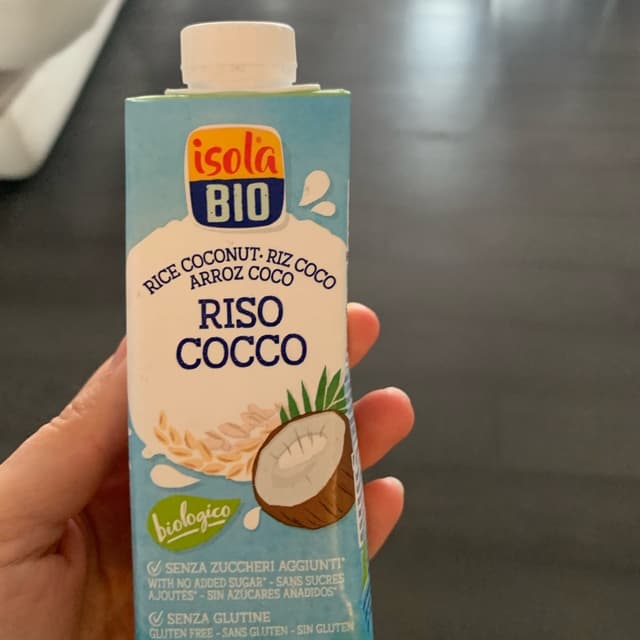 isola
BIO
RICE COCONUT · RIZ COCO
ARROZ COCO
RISO
COCCO
biologico
SENZA ZUCCHERI AGGIUNTI*
WITH NO ADDED SUGAR* - SANS SUCRES
AJOUTÉS* - SIN AZÚCARES AÑADIDOS*
SENZA GLUTINE
GLUTEN FREE - SANS GLUTEN - SIN GLUTEN